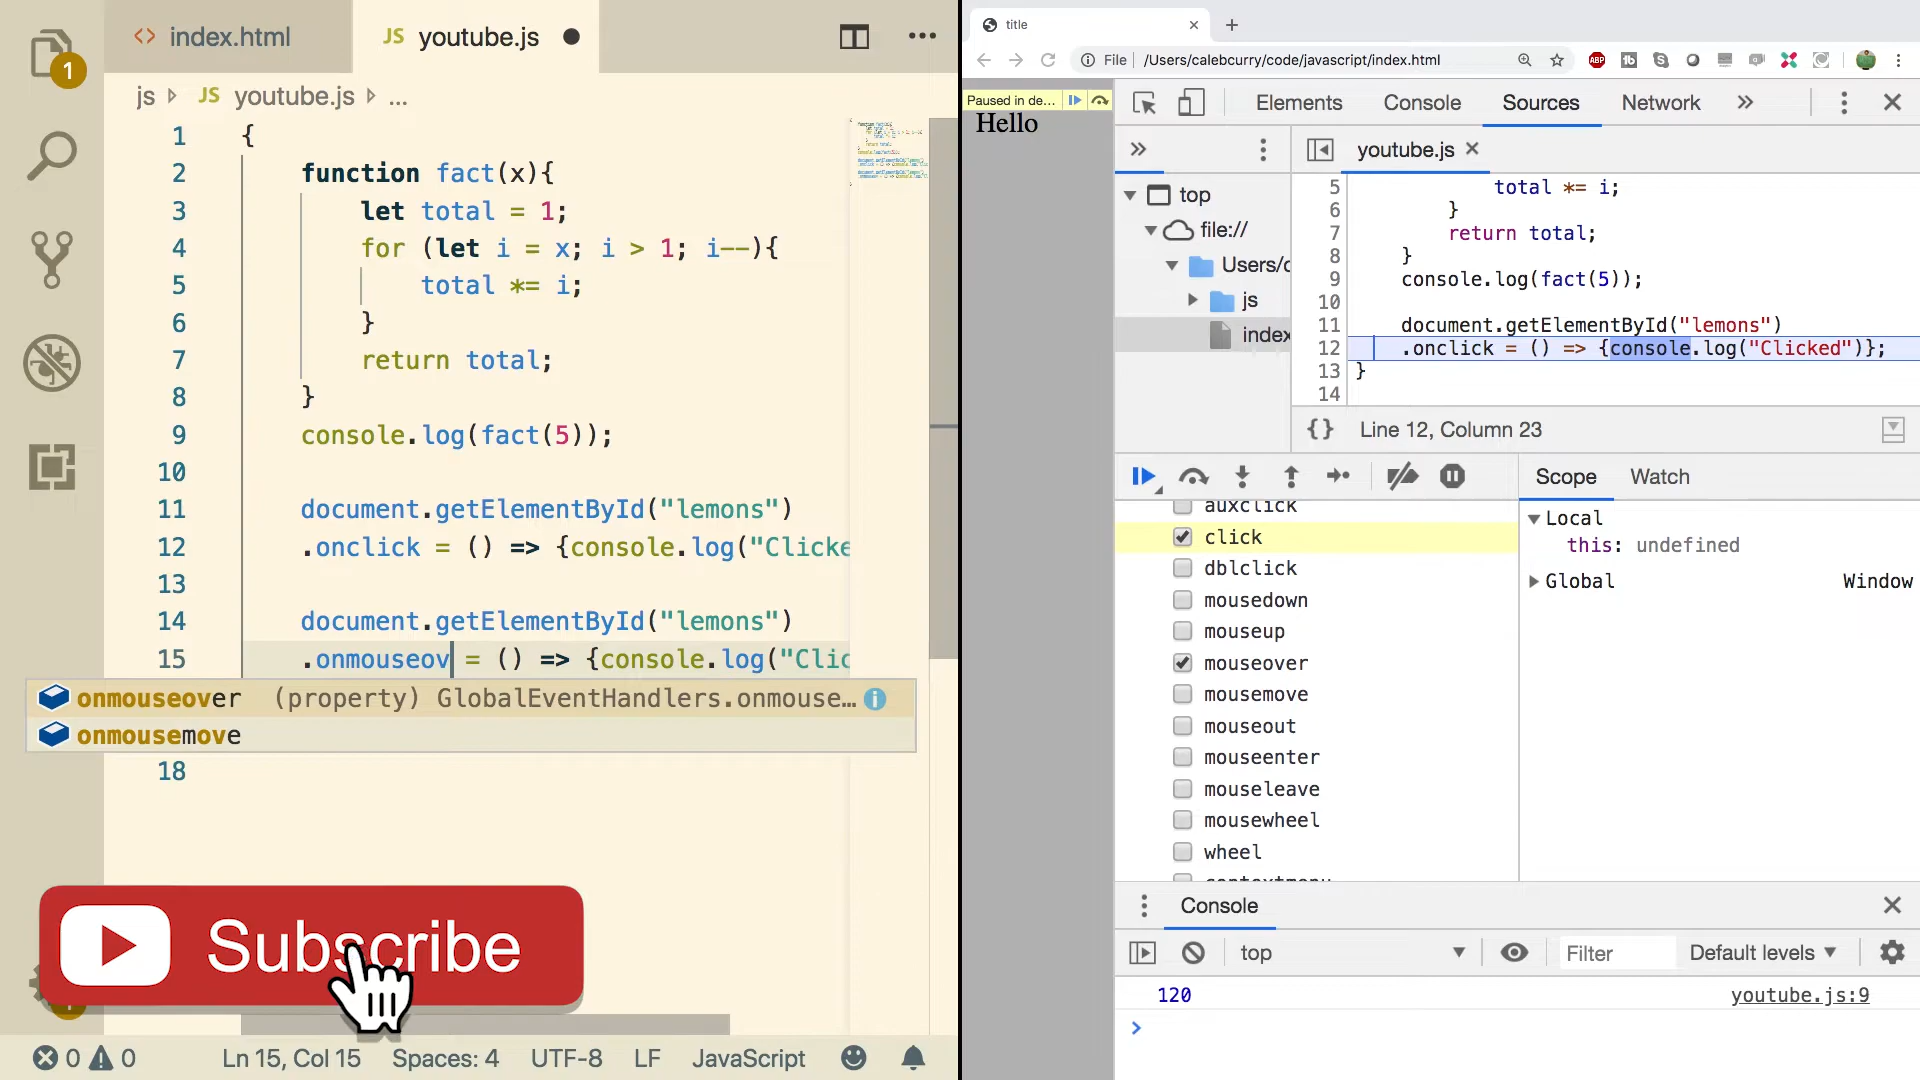 1
index.html
JS youtube.js
js JS youtube.js ...
1 {
2 function fact(x){
3 let total = 1;
4 for (let i = x; i > 1; i--){
5 total *= i;
6 }
7 return total;
8 }
9 console.log(fact(5));
10
11 document.getElementById("lemons")
12 .onclick = () => {console.log("Clicke
13
14 document.getElementById("lemons")
15 .onmouseov = () => {console.log("Clic
onmouseover (property) GlobalEventHandlers.onmouse…
onmousemove
18
Subscribe
0 0 Ln 15, Col 15 Spaces: 4 UTF-8 LF JavaScript
title
File /Users/calebcurry/code/javascript/index.html
ABP
Paused in de...
Hello
Elements Console Sources Network
youtube.js
top
file://
Users/c
js
index
5 total *= i;
6 }
7 return total;
8 }
9 console.log(fact(5));
10
11 document.getElementById("lemons")
12 .onclick = () => {console.log("Clicked")};
13 }
14
{} Line 12, Column 23
auxclick
click
dblclick
mousedown
mouseup
mouseover
mousemove
mouseout
mouseenter
mouseleave
mousewheel
wheel
Scope Watch
Local
this: undefined
Global Window
Console
top Filter Default levels
120 youtube.js:9